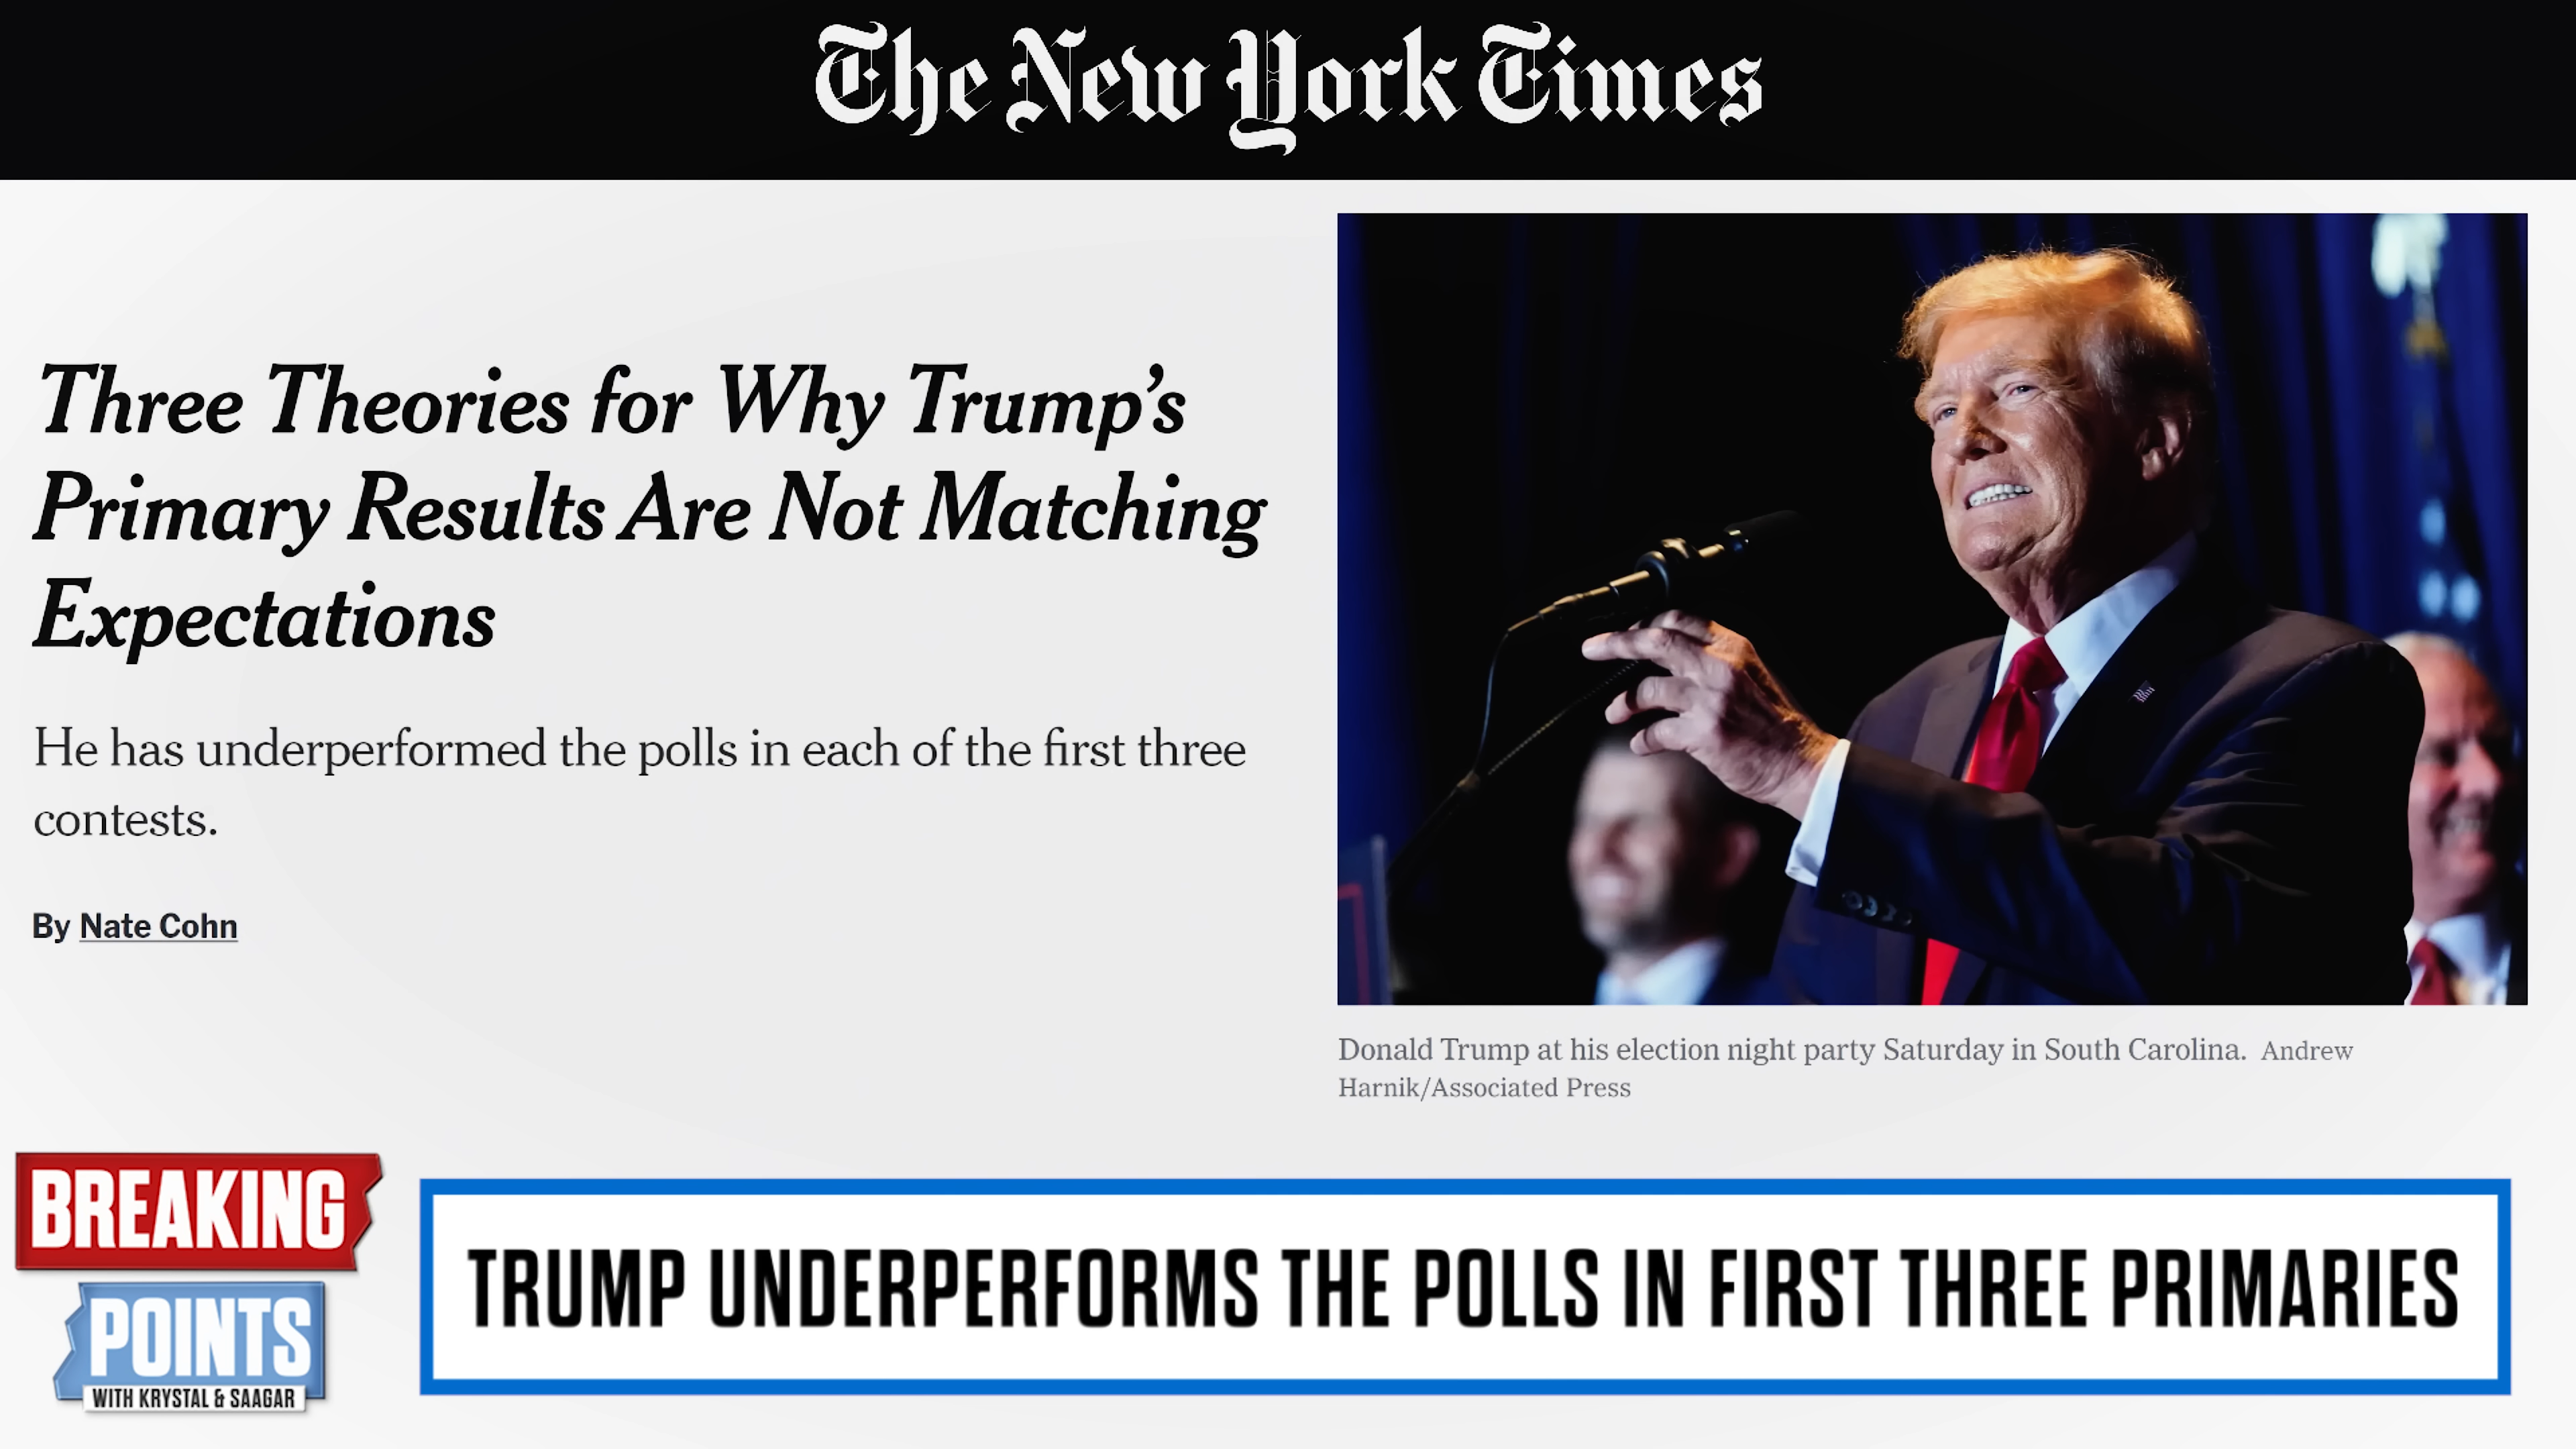 The New York Times
Three Theories for Why Trump’s
Primary Results Are Not Matching
Expectations
He has underperformed the polls in each of the first three
contests.
By Nate Cohn
Donald Trump at his election night party Saturday in South Carolina. Andrew
Harnik/Associated Press
BREAKING
POINTS
WITH KRYSTAL & SAAGAR
TRUMP UNDERPERFORMS THE POLLS IN FIRST THREE PRIMARIES